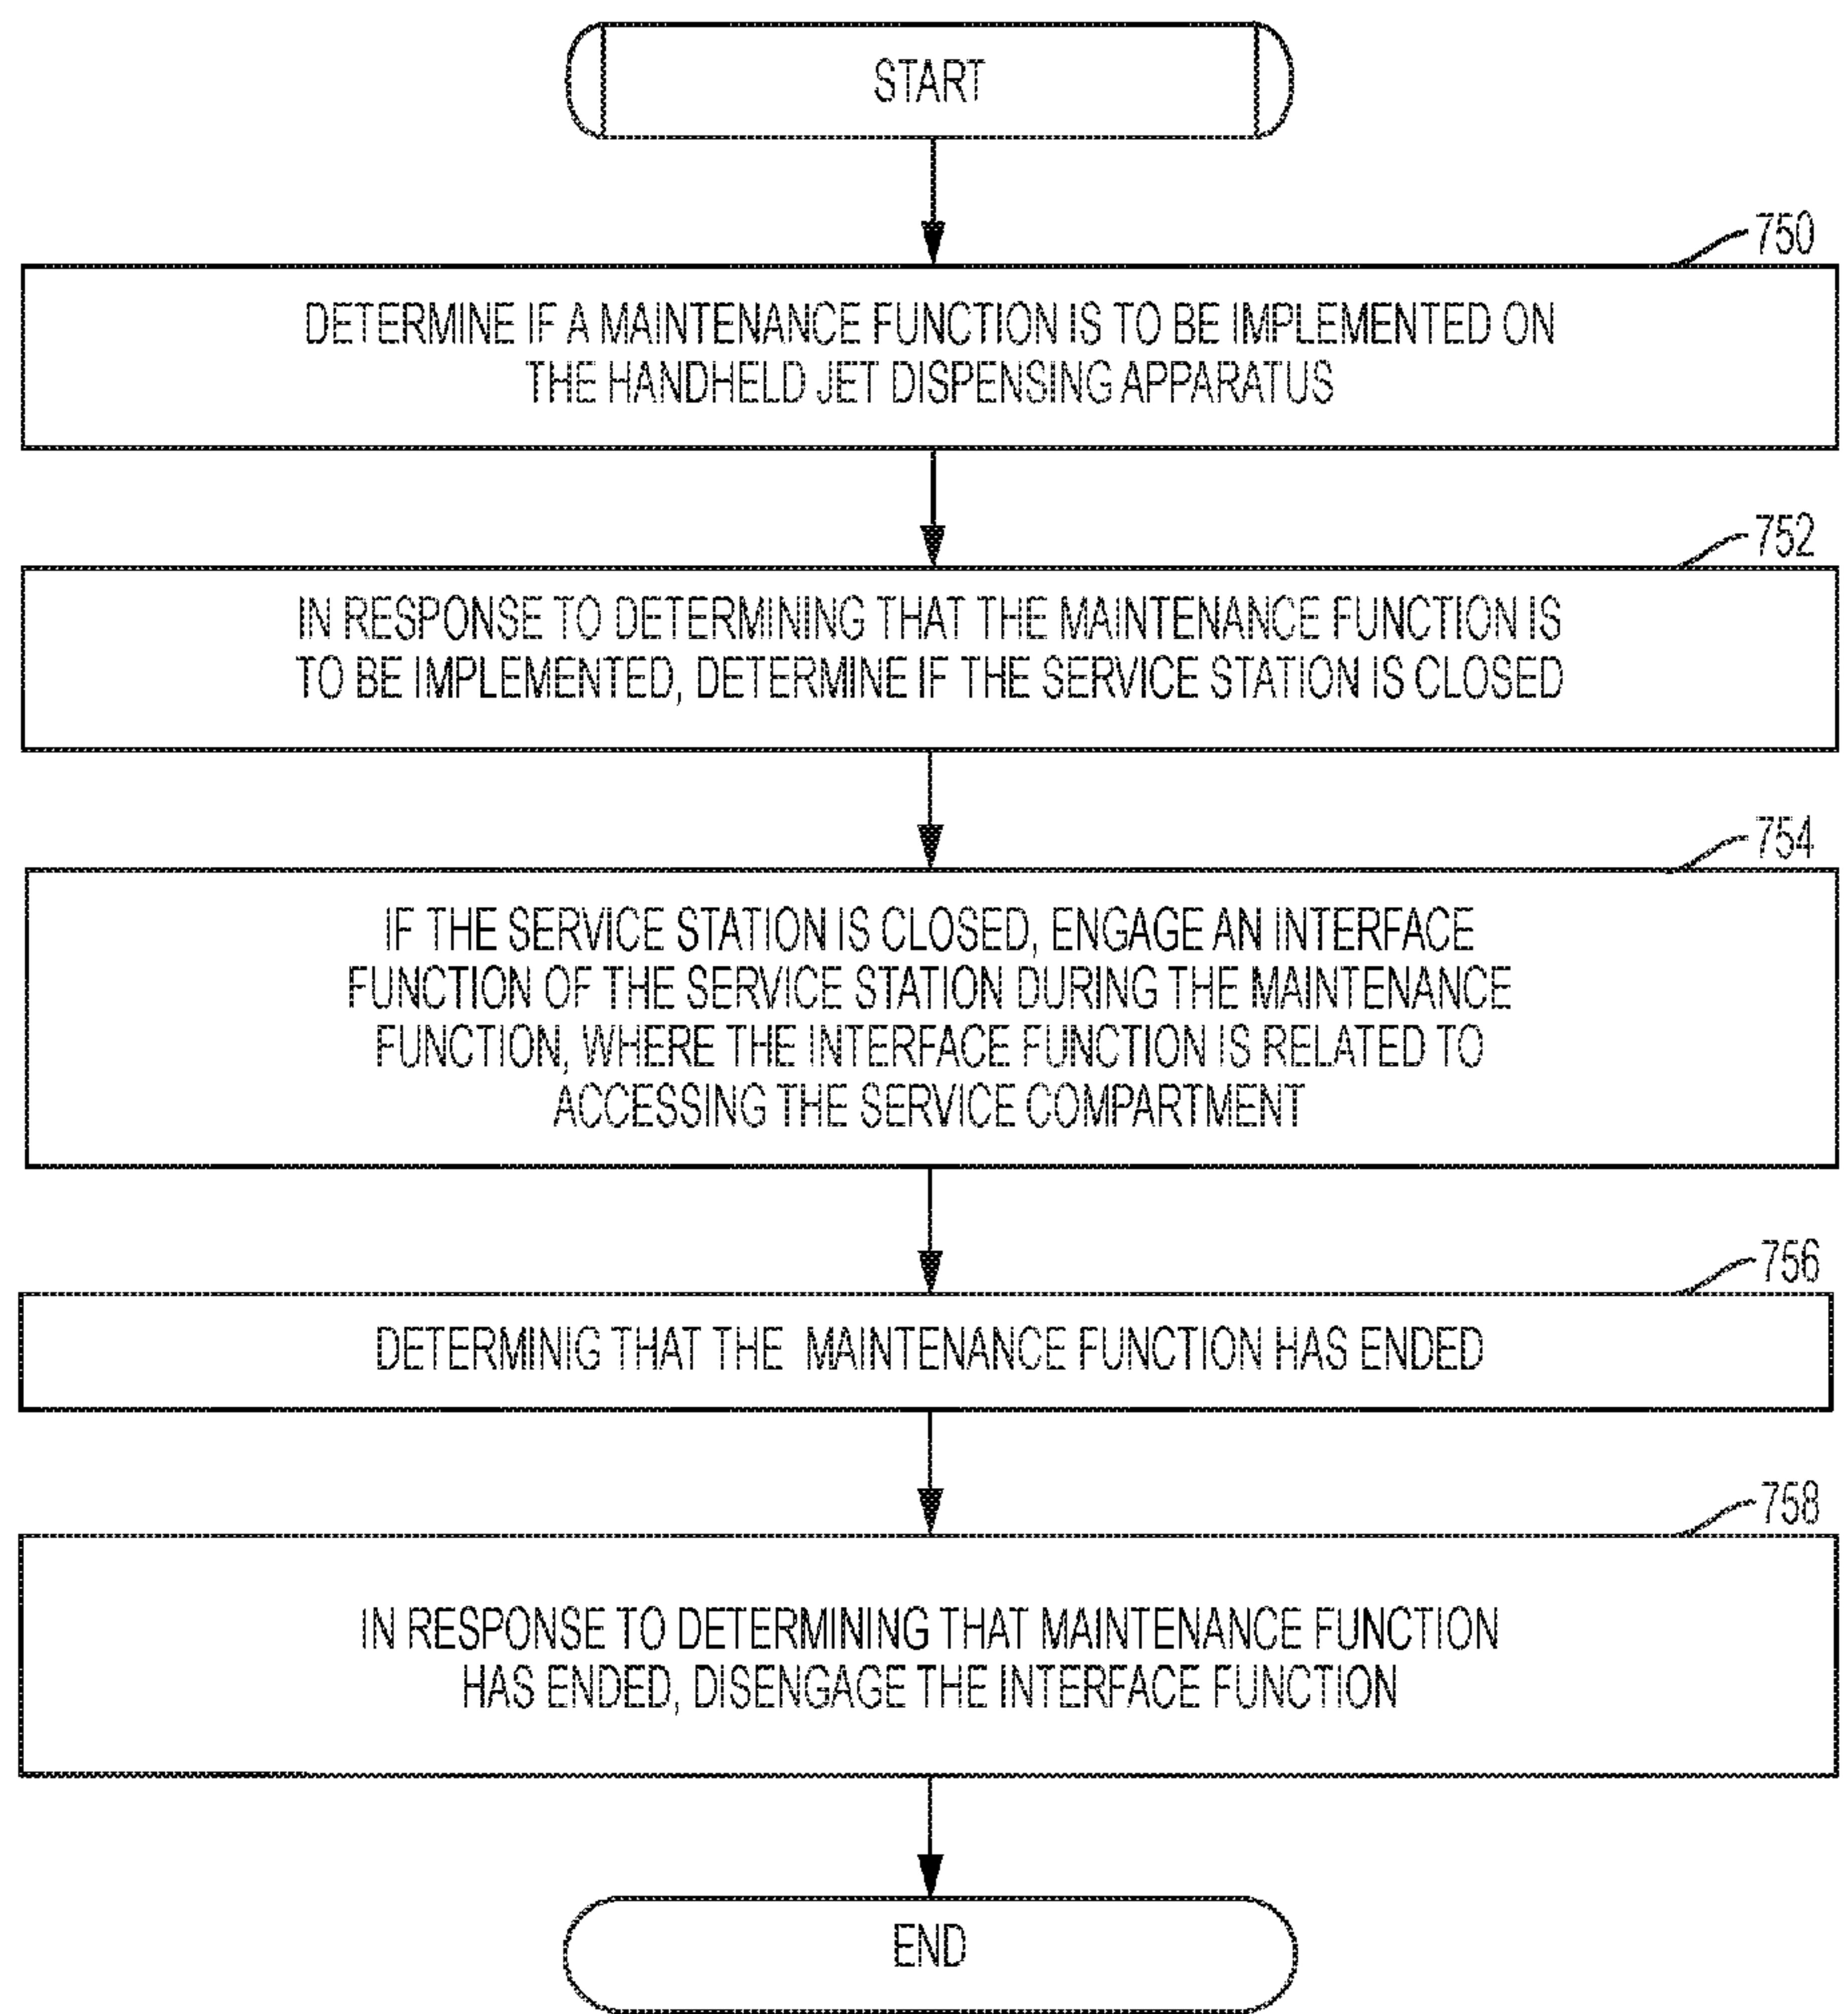 START
750
DETERMINE IF A MAINTENANCE FUNCTION IS TO BE IMPLEMENTED ON
THE HANDHELD JET DISPENSING APPARATUS
752
IN RESPONSE TO DETERMINING THAT THE MAINTENANCE FUNCTION IS
TO BE IMPLEMENTED, DETERMINE IF THE SERVICE STATION IS CLOSED
754
IF THE SERVICE STATION IS CLOSED, ENGAGE AN INTERFACE
FUNCTION OF THE SERVICE STATION DURING THE MAINTENANCE
FUNCTION, WHERE THE INTERFACE FUNCTION IS RELATED TO
ACCESSING THE SERVICE COMPARTMENT
756
DETERMINIG THAT THE MAINTENANCE FUNCTION HAS ENDED
758
IN RESPONSE TO DETERMINING THAT MAINTENANCE FUNCTION
HAS ENDED, DISENGAGE THE INTERFACE FUNCTION
END